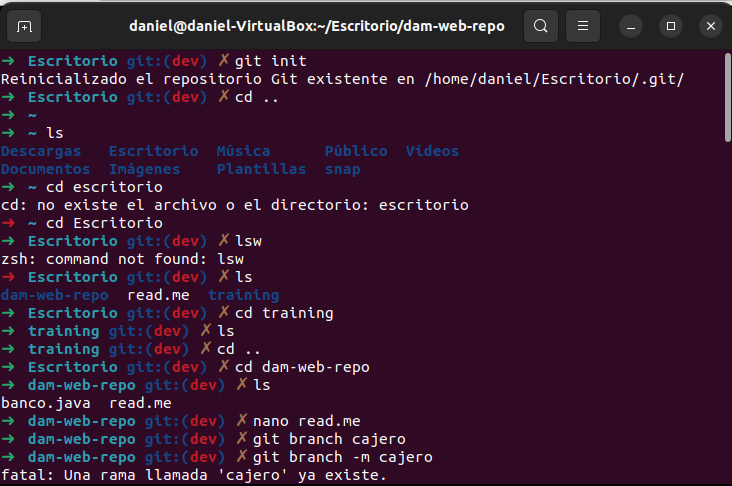 daniel@daniel-VirtualBox:~/Escritorio/dam-web-repo
➜ Escritorio git:(dev) ✗ git init
Reinicializado el repositorio Git existente en /home/daniel/Escritorio/.git/
➜ Escritorio git:(dev) ✗ cd ..
➜ ~
➜ ~ ls
Descargas Escritorio Música Público Vídeos
Documentos Imágenes Plantillas snap
➜ ~ cd escritorio
cd: no existe el archivo o el directorio: escritorio
➜ ~ cd Escritorio
➜ Escritorio git:(dev) ✗ lsw
zsh: command not found: lsw
➜ Escritorio git:(dev) ✗ ls
dam-web-repo read.me training
➜ Escritorio git:(dev) ✗ cd training
➜ training git:(dev) ✗ ls
➜ training git:(dev) ✗ cd ..
➜ Escritorio git:(dev) ✗ cd dam-web-repo
➜ dam-web-repo git:(dev) ✗ ls
banco.java read.me
➜ dam-web-repo git:(dev) ✗ nano read.me
➜ dam-web-repo git:(dev) ✗ git branch cajero
➜ dam-web-repo git:(dev) ✗ git branch -m cajero
fatal: Una rama llamada 'cajero' ya existe.